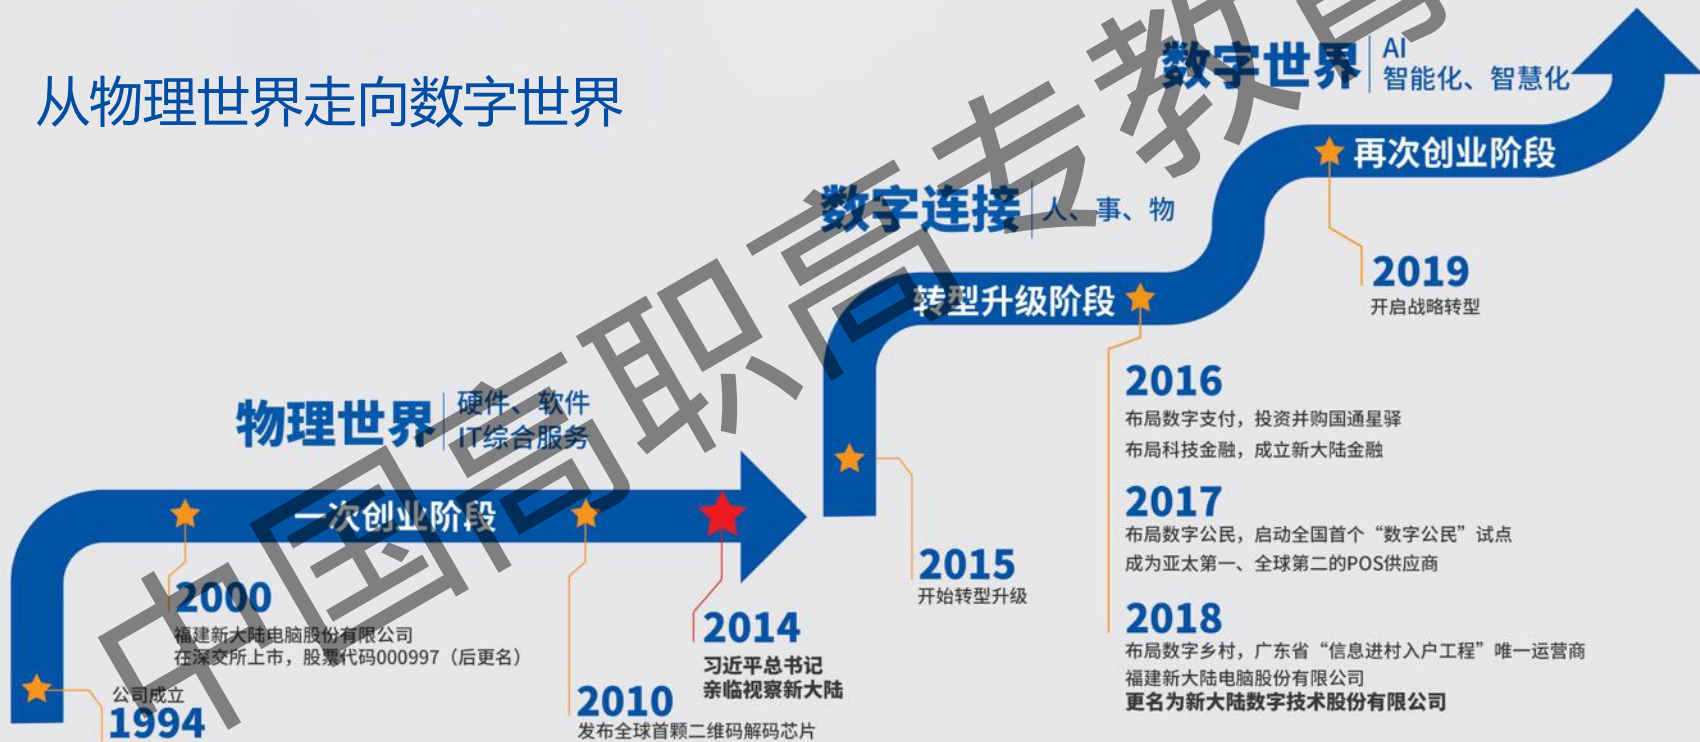 从物理世界走向数字世界
数字世界
AI
智能化、智慧化
再次创业阶段
2019
开启战略转型
数字连接
人、事、物
转型升级阶段
2015
开始转型升级
2016
布局数字支付，投资并购国通星驿
布局科技金融，成立新大陆金融
2017
布局数字公民，启动全国首个“数字公民”试点
成为亚太第一、全球第二的POS供应商
2018
布局数字乡村，广东省“信息进村入户工程”唯一运营商
福建新大陆电脑股份有限公司
更名为新大陆数字技术股份有限公司
物理世界
硬件、软件
IT综合服务
一次创业阶段
公司成立
1994
2000
福建新大陆电脑股份有限公司
在深交所上市，股票代码000997（后更名）
2010
发布全球首颗二维码解码芯片
2014
习近平总书记
亲临视察新大陆
中国高职高专教育